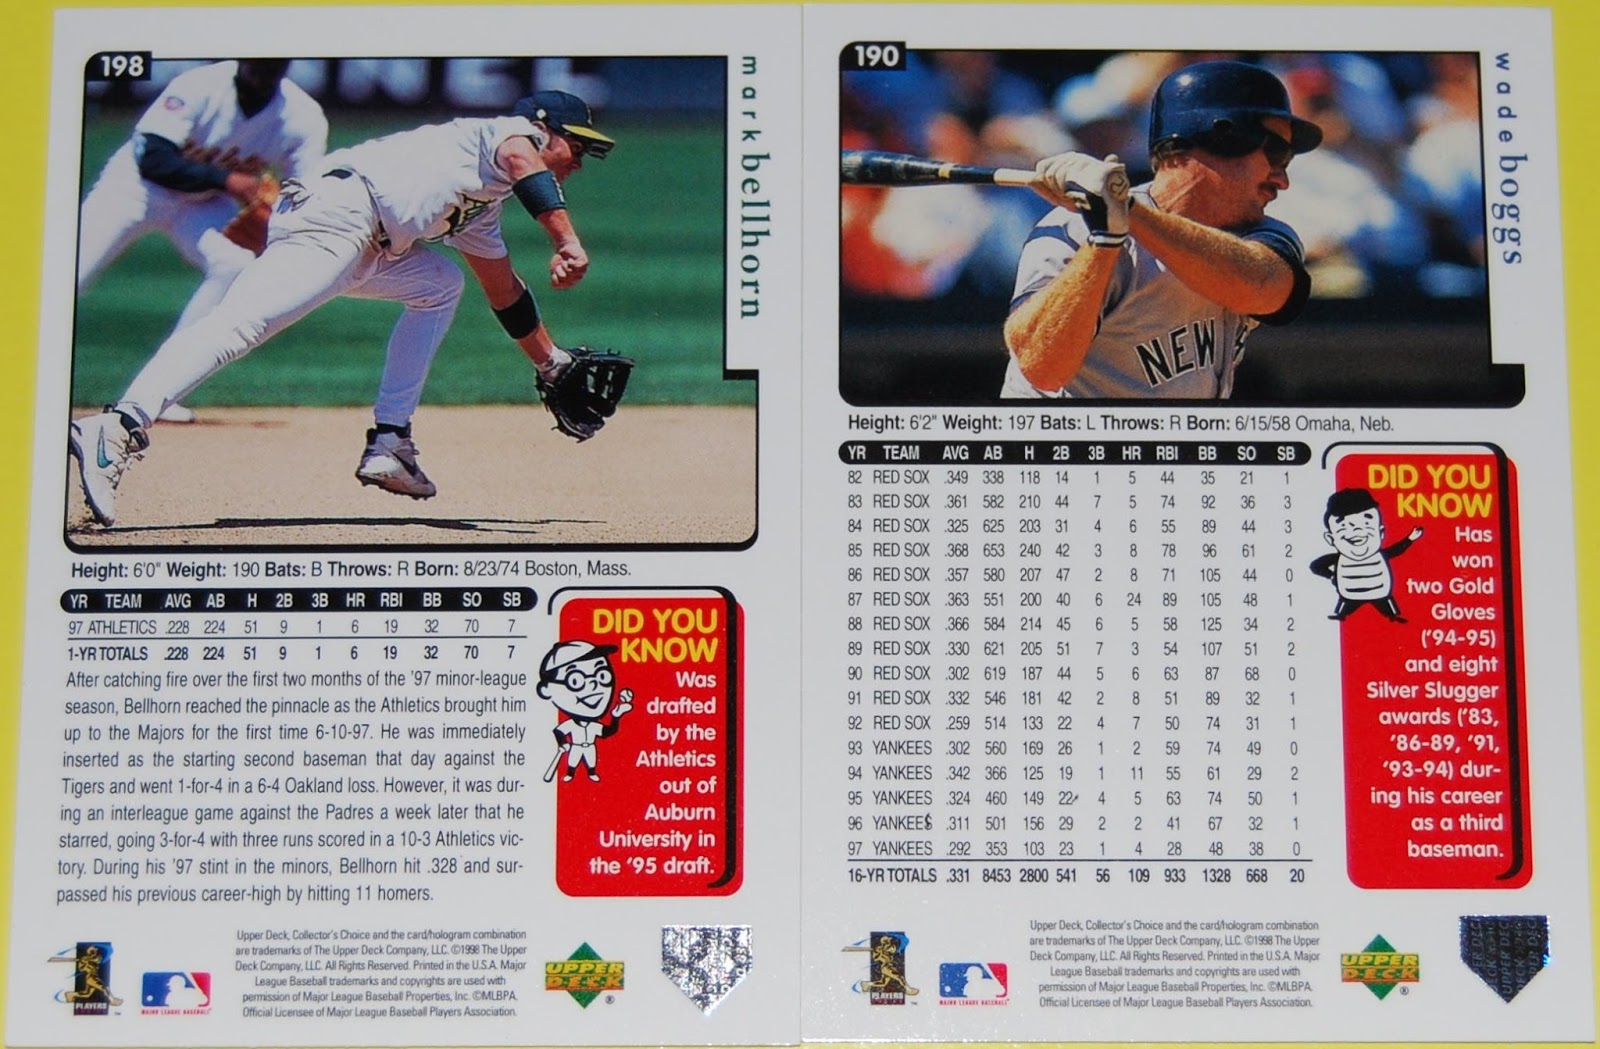 198
mark bellhorn
Height: 6'0" Weight: 190 Bats: B Throws: R Born: 8/23/74 Boston, Mass.
YR TEAM AVG AB H 2B 3B HR RBI BB SO SB
97 ATHLETICS .228 224 51 9 1 6 19 32 70 7
1-YR TOTALS .228 224 51 9 1 6 19 32 70 7
After catching fire over the first two months of the '97 minor-league
season, Bellhorn reached the pinnacle as the Athletics brought him
up to the Majors for the first time 6-10-97. He was immediately
inserted as the starting second baseman that day against the
Tigers and went 1-for-4 in a 6-4 Oakland loss. However, it was dur-
ing an interleague game against the Padres a week later that he
starred, going 3-for-4 with three runs scored in a 10-3 Athletics vic-
tory. During his '97 stint in the minors, Bellhorn hit .328 and sur-
passed his previous career-high by hitting 11 homers.
DID YOU
KNOW
Was
drafted
by the
Athletics
out of
Auburn
University in
the '95 draft.
PLAYERS
MAJOR LEAGUE BASEBALL
Upper Deck, Collector's Choice and the card/hologram combination
are trademarks of The Upper Deck Company, LLC. ©1998 The Upper
Deck Company, LLC. All Rights Reserved. Printed in the U.S.A. Major
League Baseball trademarks and copyrights are used with
permission of Major League Baseball Properties, Inc. ©MLBPA.
Official Licensee of Major League Baseball Players Association.
UPPER
DECK
®
190
wade boggs
NEW
Height: 6'2" Weight: 197 Bats: L Throws: R Born: 6/15/58 Omaha, Neb.
YR TEAM AVG AB H 2B 3B HR RBI BB SO SB
82 RED SOX .349 338 118 14 1 5 44 35 21 1
83 RED SOX .361 582 210 44 7 5 74 92 36 3
84 RED SOX .325 625 203 31 4 6 55 89 44 3
85 RED SOX .368 653 240 42 3 8 78 96 61 2
86 RED SOX .357 580 207 47 2 8 71 105 44 0
87 RED SOX .363 551 200 40 6 24 89 105 48 1
88 RED SOX .366 584 214 45 6 5 58 125 34 2
89 RED SOX .330 621 205 51 7 3 54 107 51 2
90 RED SOX .302 619 187 44 5 6 63 87 68 0
91 RED SOX .332 546 181 42 2 8 51 89 32 1
92 RED SOX .259 514 133 22 4 7 50 74 31 1
93 YANKEES .302 560 169 26 1 2 59 74 49 0
94 YANKEES .342 366 125 19 1 11 55 61 29 2
95 YANKEES .324 460 149 22 4 5 63 74 50 1
96 YANKEES .311 501 156 29 2 2 41 67 32 1
97 YANKEES .292 353 103 23 1 4 28 48 38 0
16-YR TOTALS .331 8453 2800 541 56 109 933 1328 668 20
DID YOU
KNOW
Has
won
two Gold
Gloves
('94-95)
and eight
Silver Slugger
awards ('83,
'86-89, '91,
'93-94) dur-
ing his career
as a third
baseman.
PLAYERS
MAJOR LEAGUE BASEBALL
Upper Deck, Collector's Choice and the card/hologram combination
are trademarks of The Upper Deck Company, LLC. ©1998 The Upper
Deck Company, LLC. All Rights Reserved. Printed in the U.S.A. Major
League Baseball trademarks and copyrights are used with
permission of Major League Baseball Properties, Inc. ©MLBPA.
Official Licensee of Major League Baseball Players Association.
UPPER
DECK
®